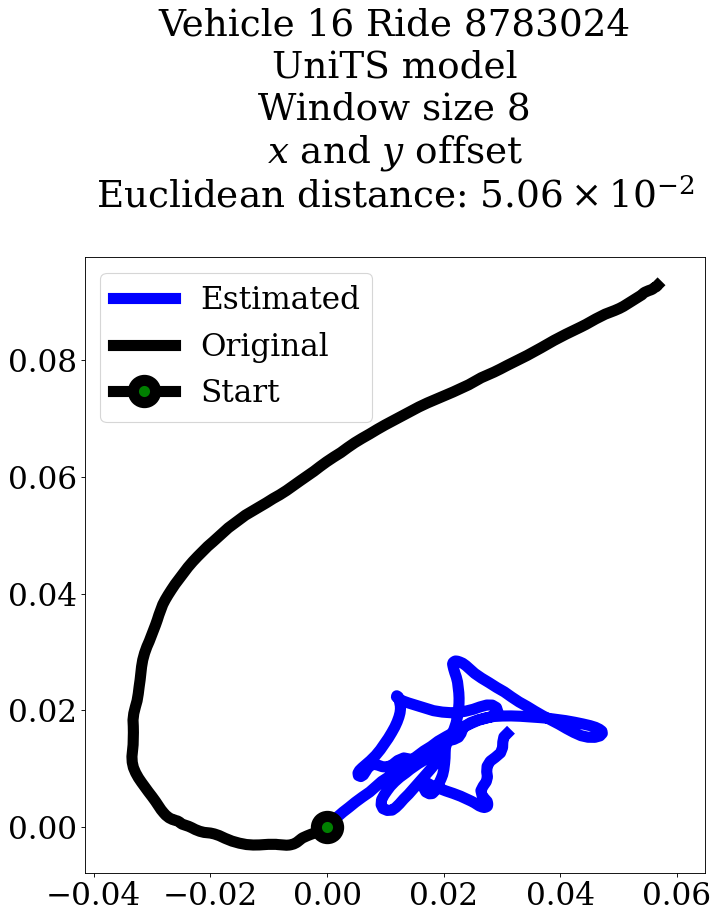 Vehicle 16 Ride 8783024
UniTS model
Window size 8
x and y offset
Euclidean distance: 5.06 × 10⁻²
Estimated
Original
Start
0.08
0.06
0.04
0.02
0.00
−0.04 −0.02 0.00 0.02 0.04 0.06